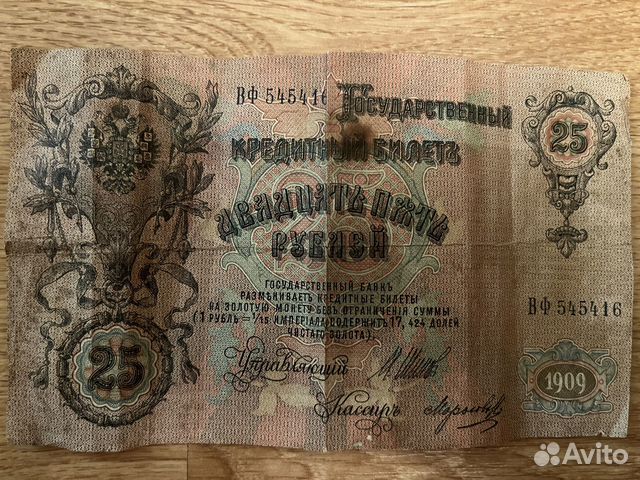 ВФ 545416 Государственный
Кредитный Билетъ
Двадцать пять
рублей
25
Государственный Банкъ
размѣниваетъ кредитные билеты
на золотую монету безъ ограниченія суммы
(1 рубль = 1/15 имперіала, содержитъ 17,424 долей
чистаго золота).
ВФ 545416
25
Управляющій
Кассиръ
1909
Avito